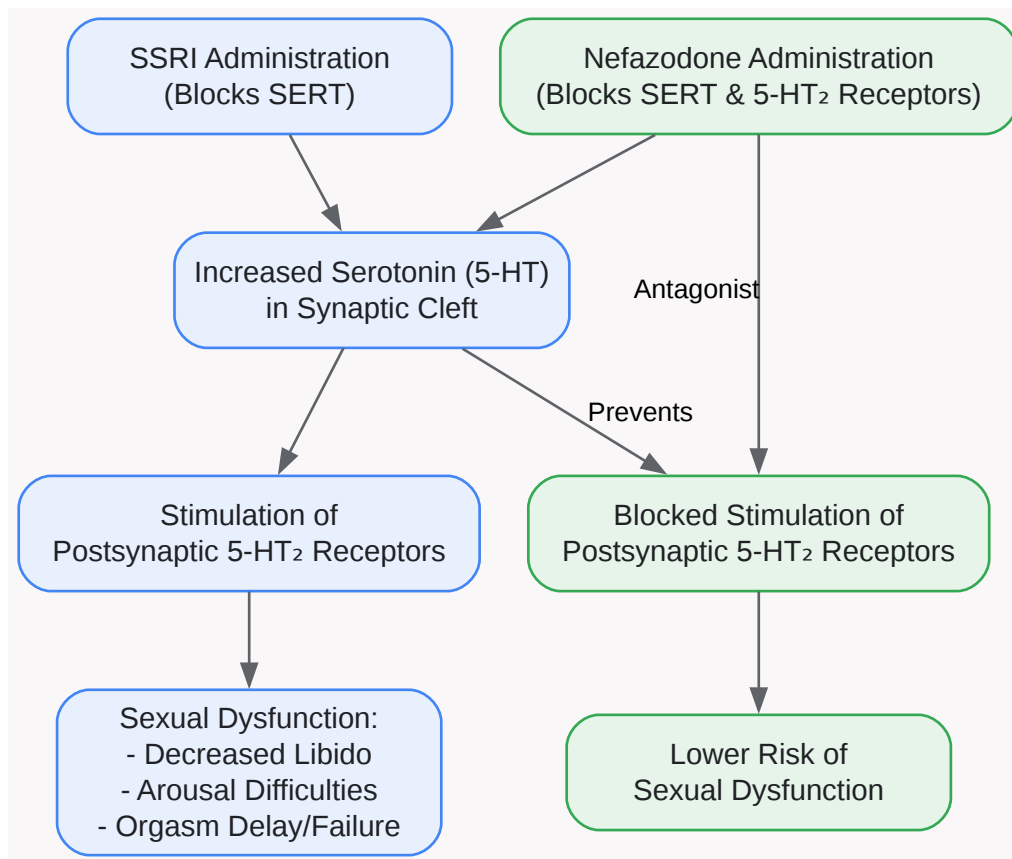 SSRI Administration
(Blocks SERT)
Nefazodone Administration
(Blocks SERT & 5-HT₂ Receptors)
Increased Serotonin (5-HT)
in Synaptic Cleft
Antagonist
Prevents
Stimulation of
Postsynaptic 5-HT₂ Receptors
Blocked Stimulation of
Postsynaptic 5-HT₂ Receptors
Sexual Dysfunction:
- Decreased Libido
- Arousal Difficulties
- Orgasm Delay/Failure
Lower Risk of
Sexual Dysfunction